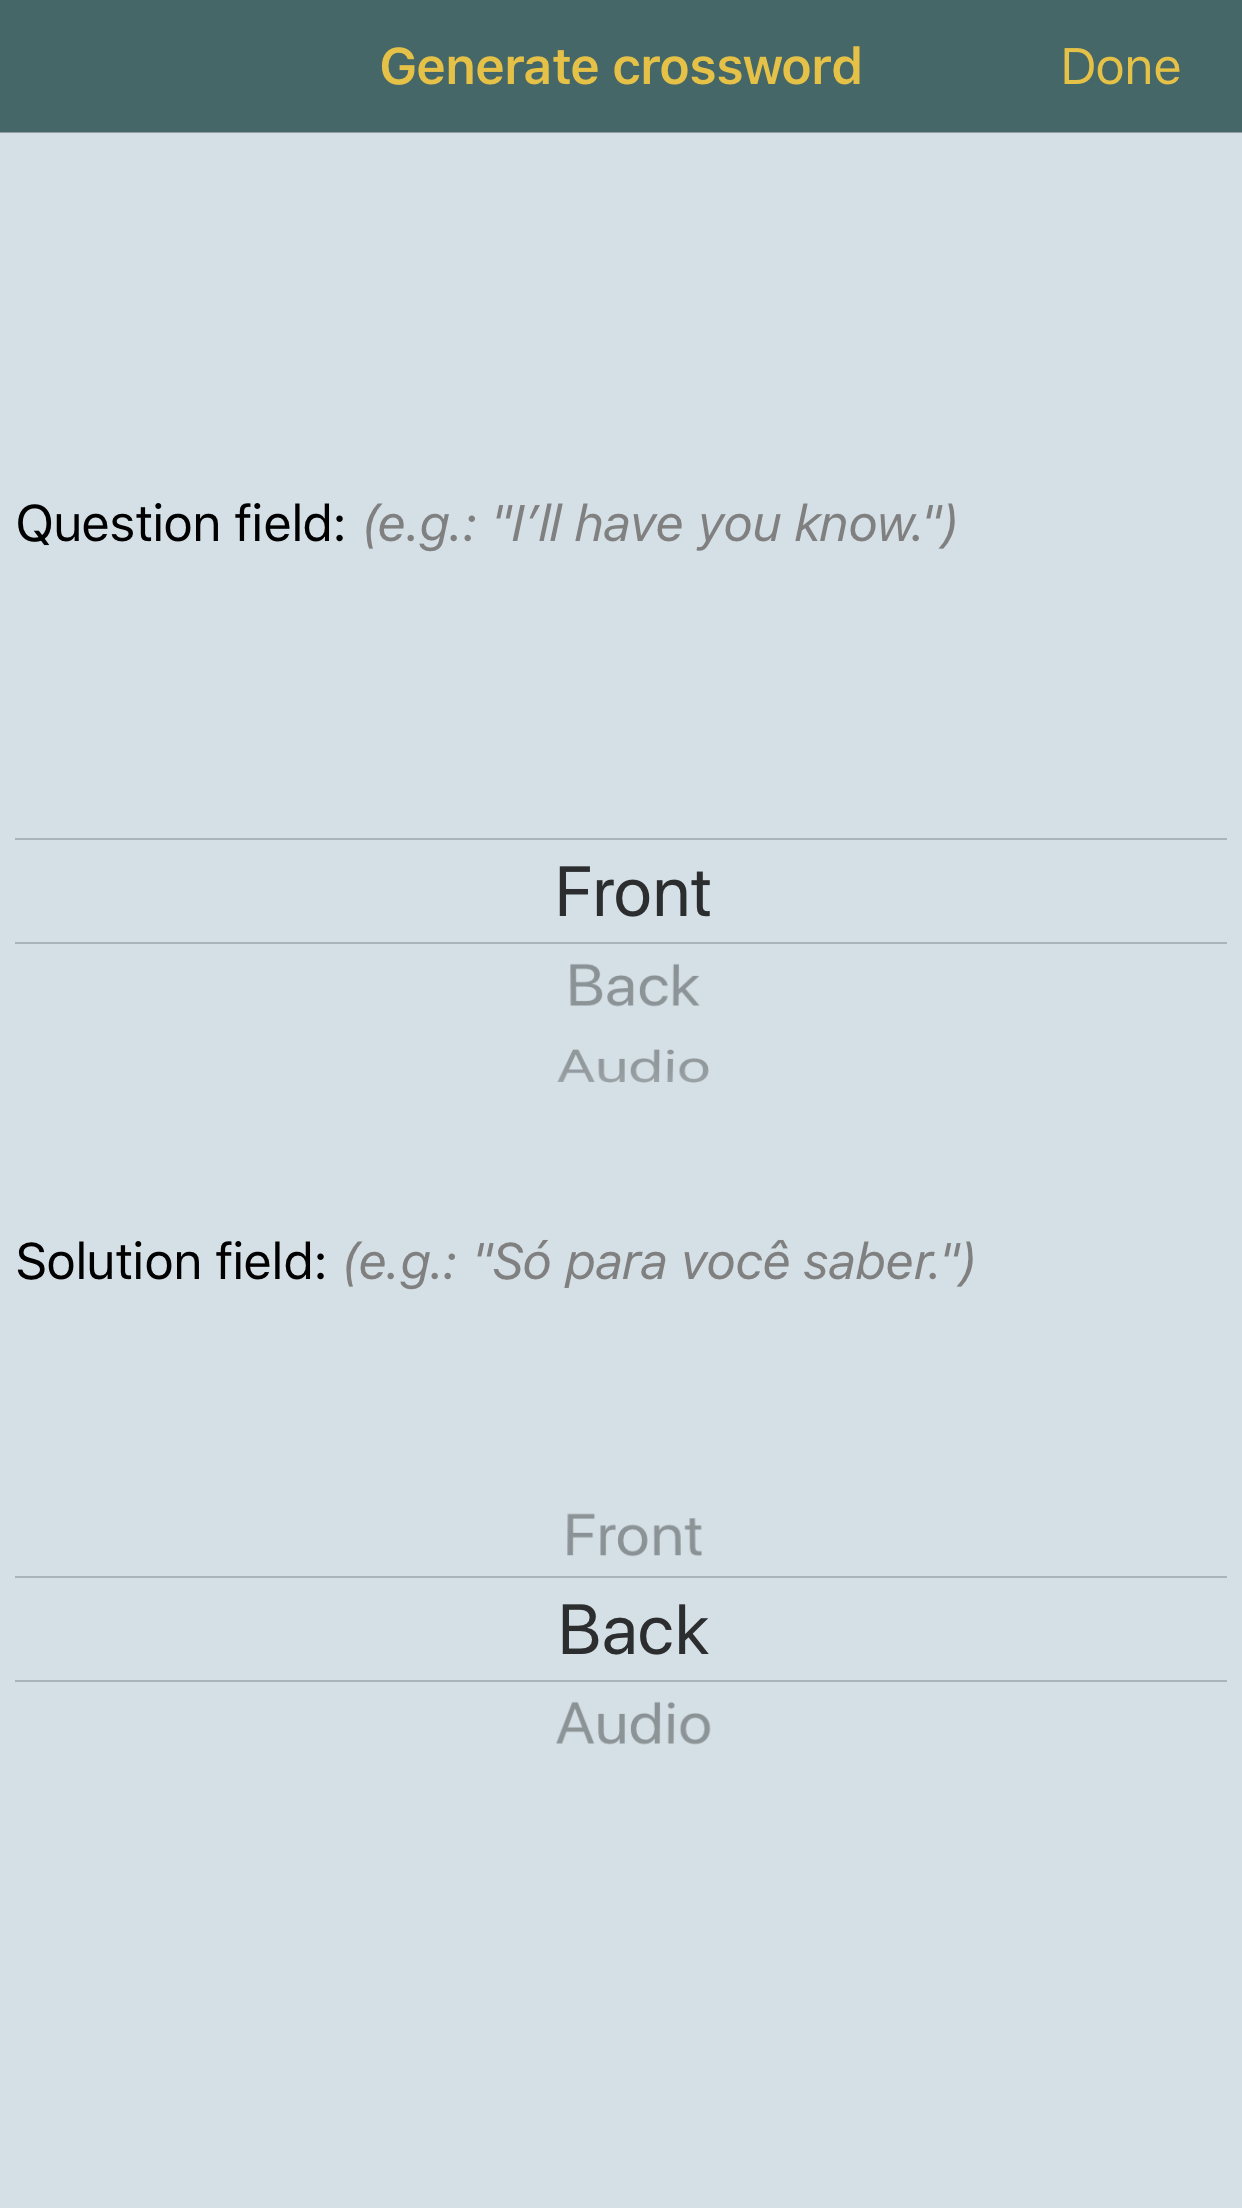 Generate crossword
Done
Question field: (e.g.: "I’ll have you know.")
Front
Back
Audio
Solution field: (e.g.: "Só para você saber.")
Front
Back
Audio